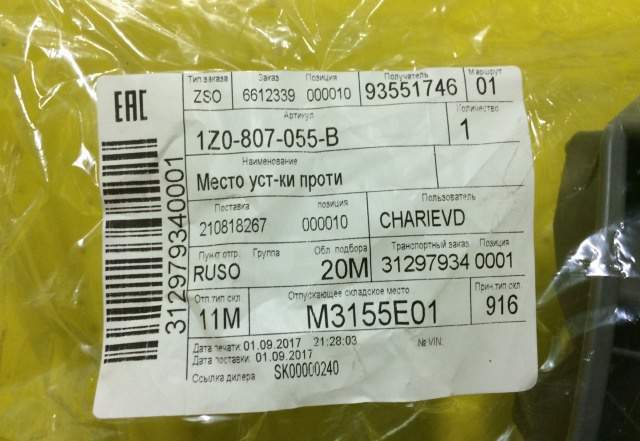 EAC
Тип заказа Заказ Позиция Получатель Маршрут
ZSO 6612339 000010 93551746 01
Артикул Количество
1Z0-807-055-B 1
Наименование
Место уст-ки проти
Поставка позиция Пользователь
210818267 000010 CHARIEVD
Пункт отгр. Группа Обл. подбора Транспортный заказ Позиция
RUSO 20M 31297934 0001
Отп.тип скл Отпускающее складское место Прин.тип скл
11M M3155E01 916
Дата печати: 01.09.2017 21:28:03 № VIN:
Дата поставки: 01.09.2017
Ссылка дилера SK00000240
312979340001